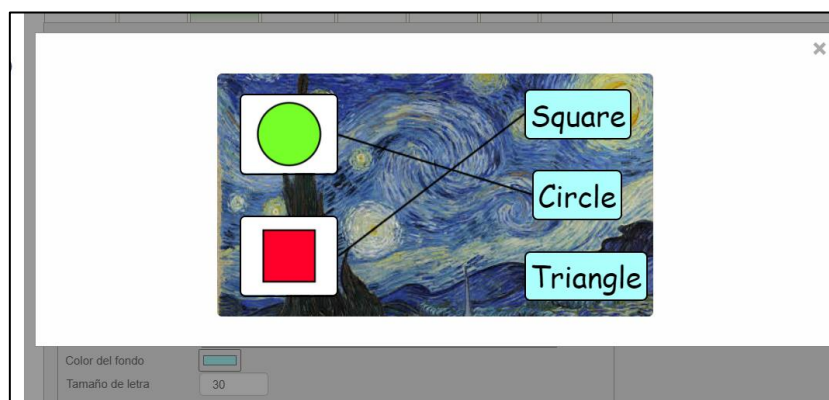 ×
Square
Circle
Triangle
Color del fondo
Tamaño de letra 30